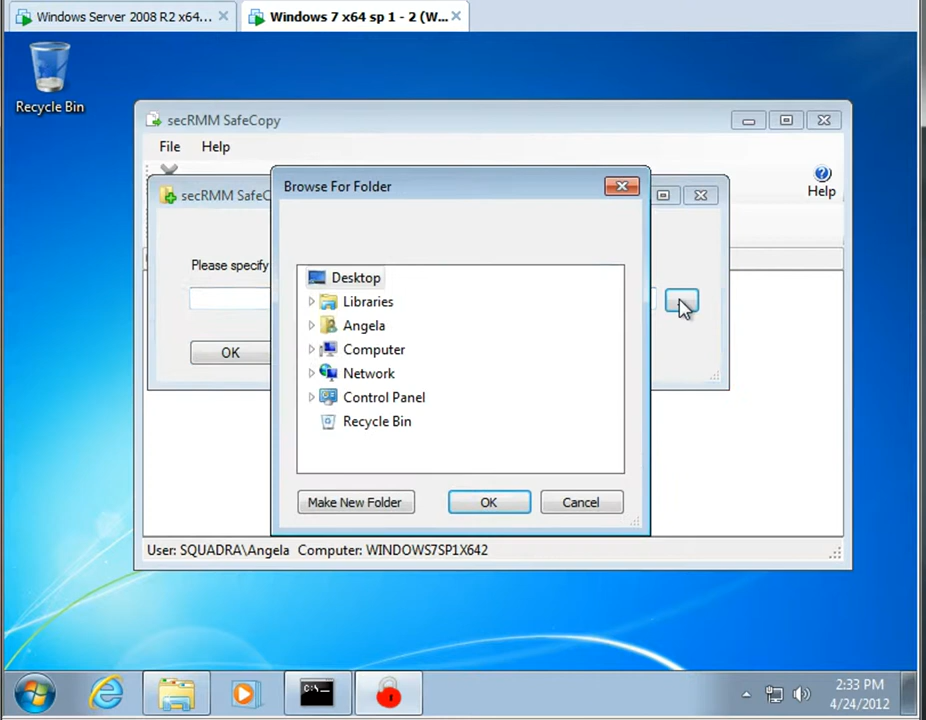 Windows Server 2008 R2 x64...
Windows 7 x64 sp 1 - 2 (W...
Recycle Bin
secRMM SafeCopy
File Help
Help
secRMM SafeC
Please specify
OK
Browse For Folder
Desktop
Libraries
Angela
Computer
Network
Control Panel
Recycle Bin
Make New Folder OK Cancel
User: SQUADRA\Angela Computer: WINDOWS7SP1X642
C:\
2:33 PM
4/24/2012